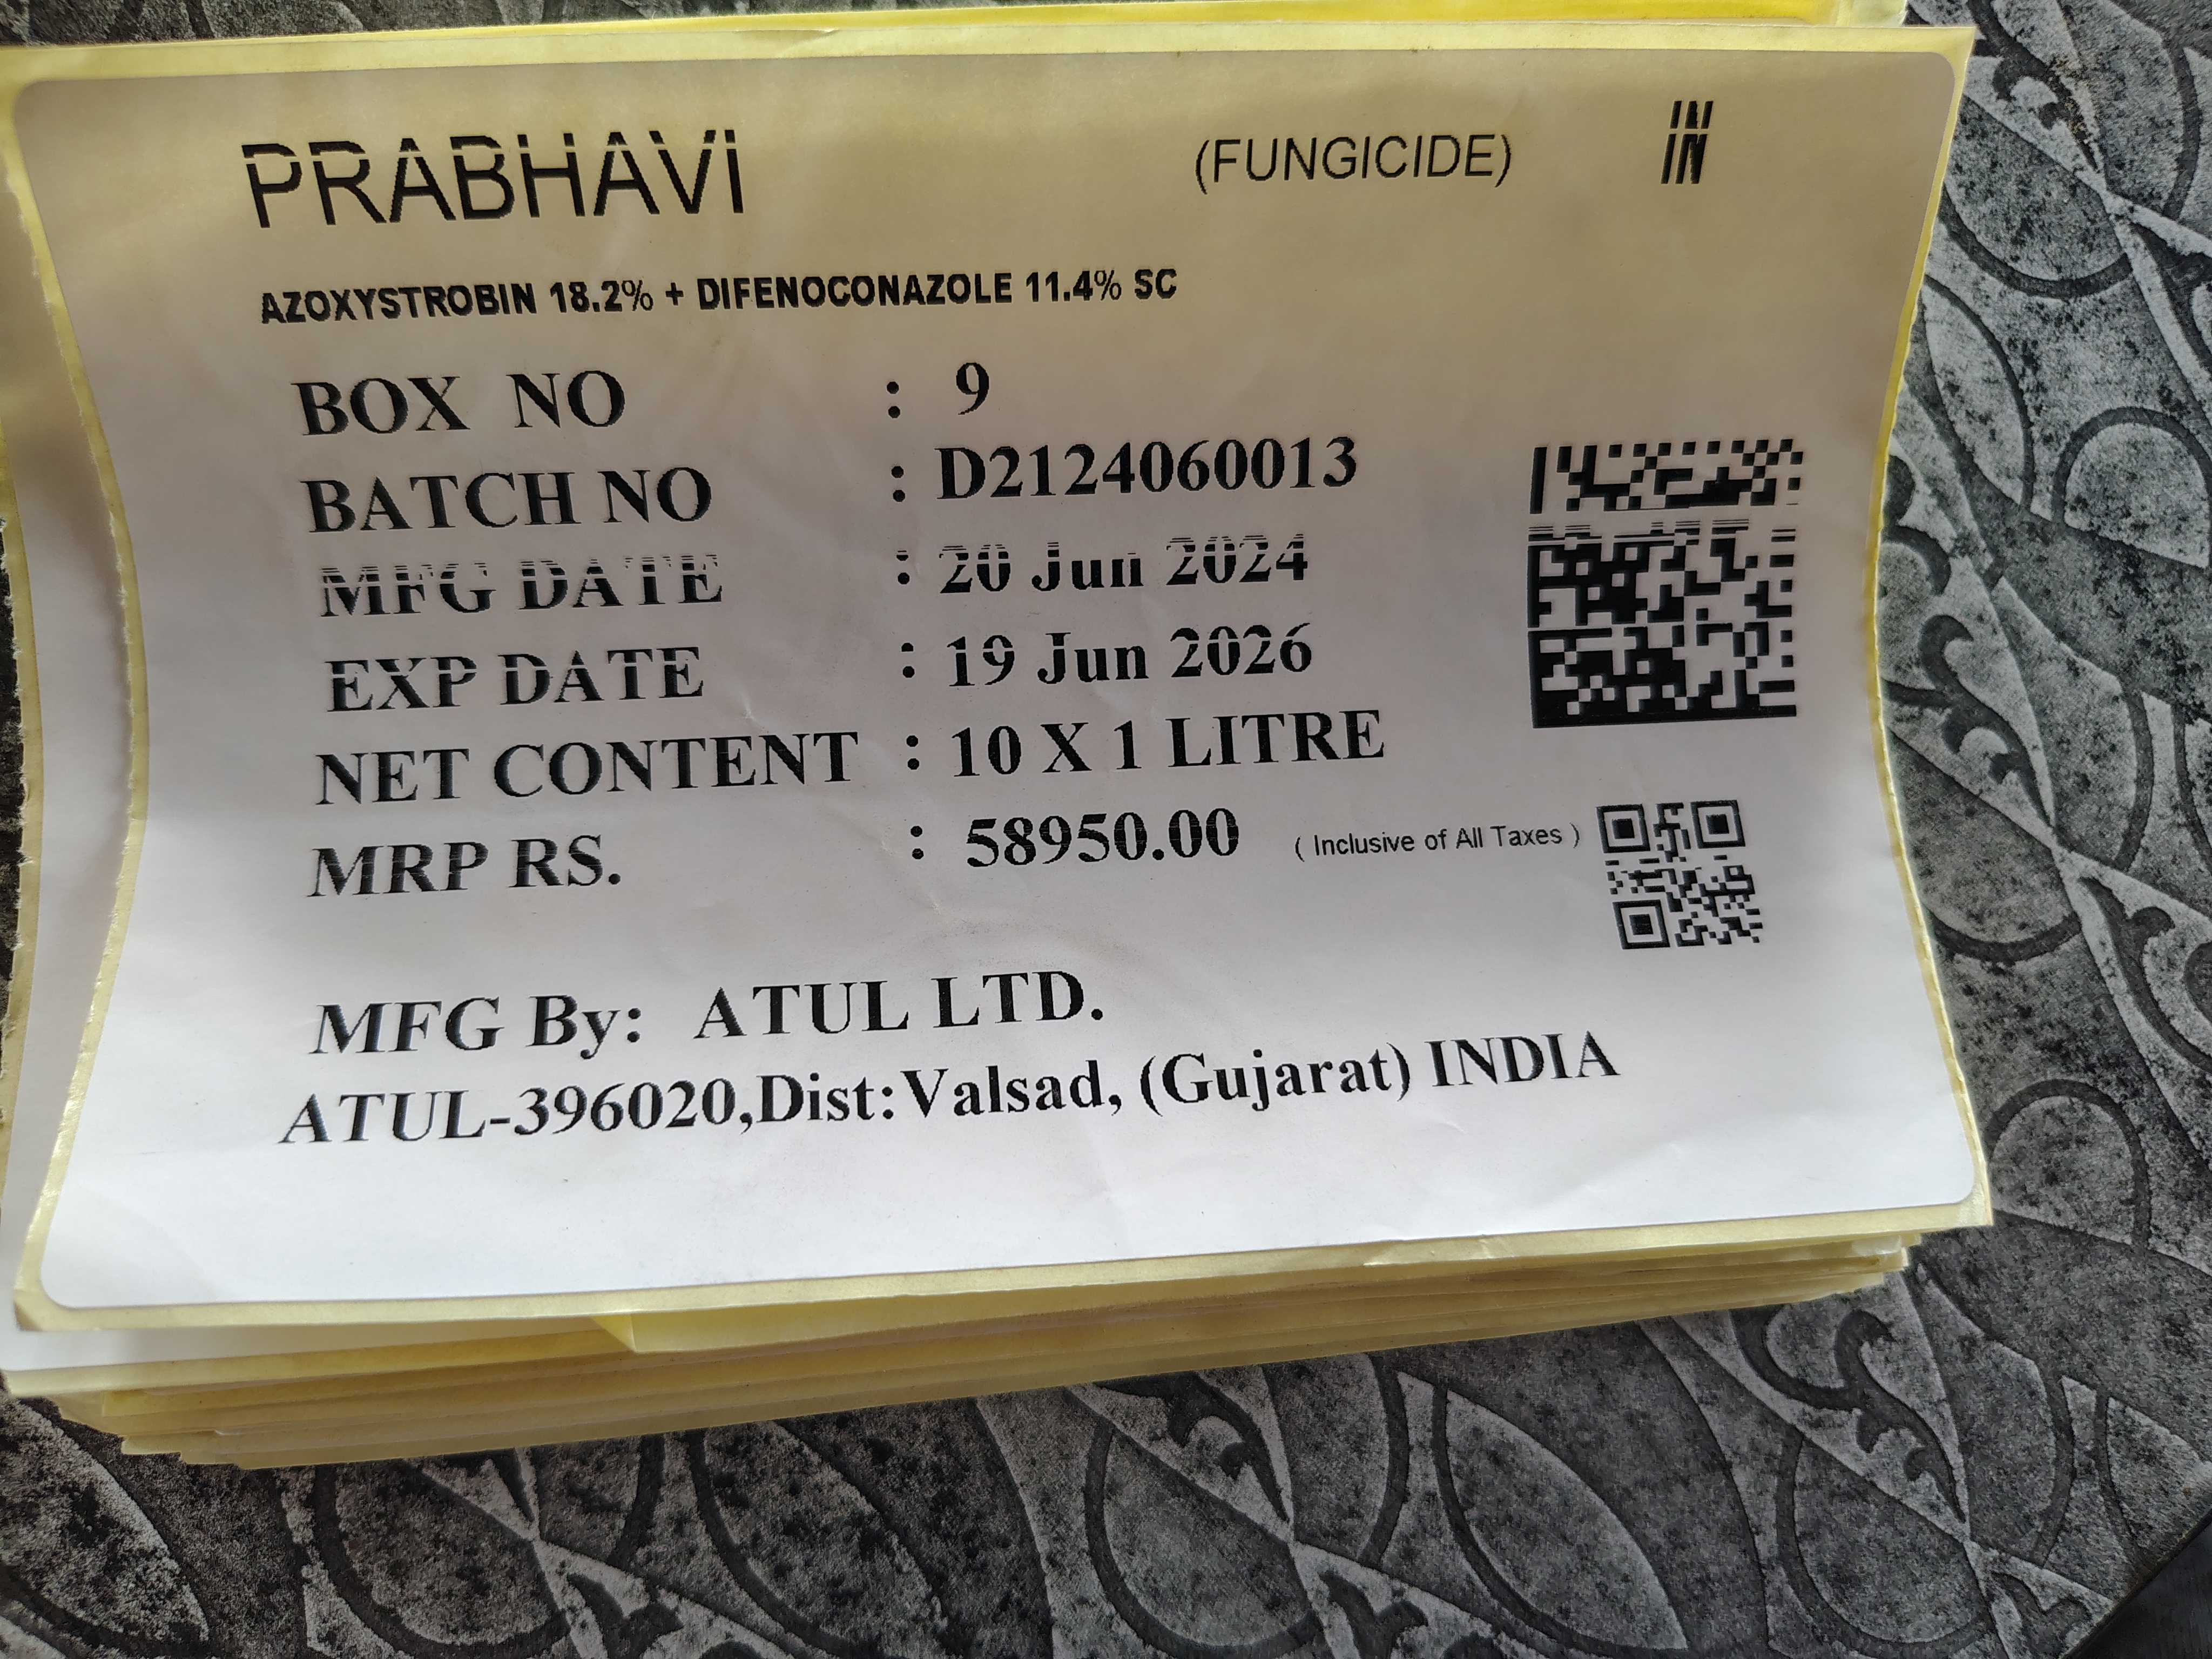 PRABHAVI (FUNGICIDE) IN
AZOXYSTROBIN 18.2% + DIFENOCONAZOLE 11.4% SC
BOX NO : 9
BATCH NO : D2124060013
MFG DATE : 20 Jun 2024
EXP DATE : 19 Jun 2026
NET CONTENT : 10 X 1 LITRE
MRP RS. : 58950.00 ( Inclusive of All Taxes )
MFG By: ATUL LTD.
ATUL-396020,Dist:Valsad, (Gujarat) INDIA